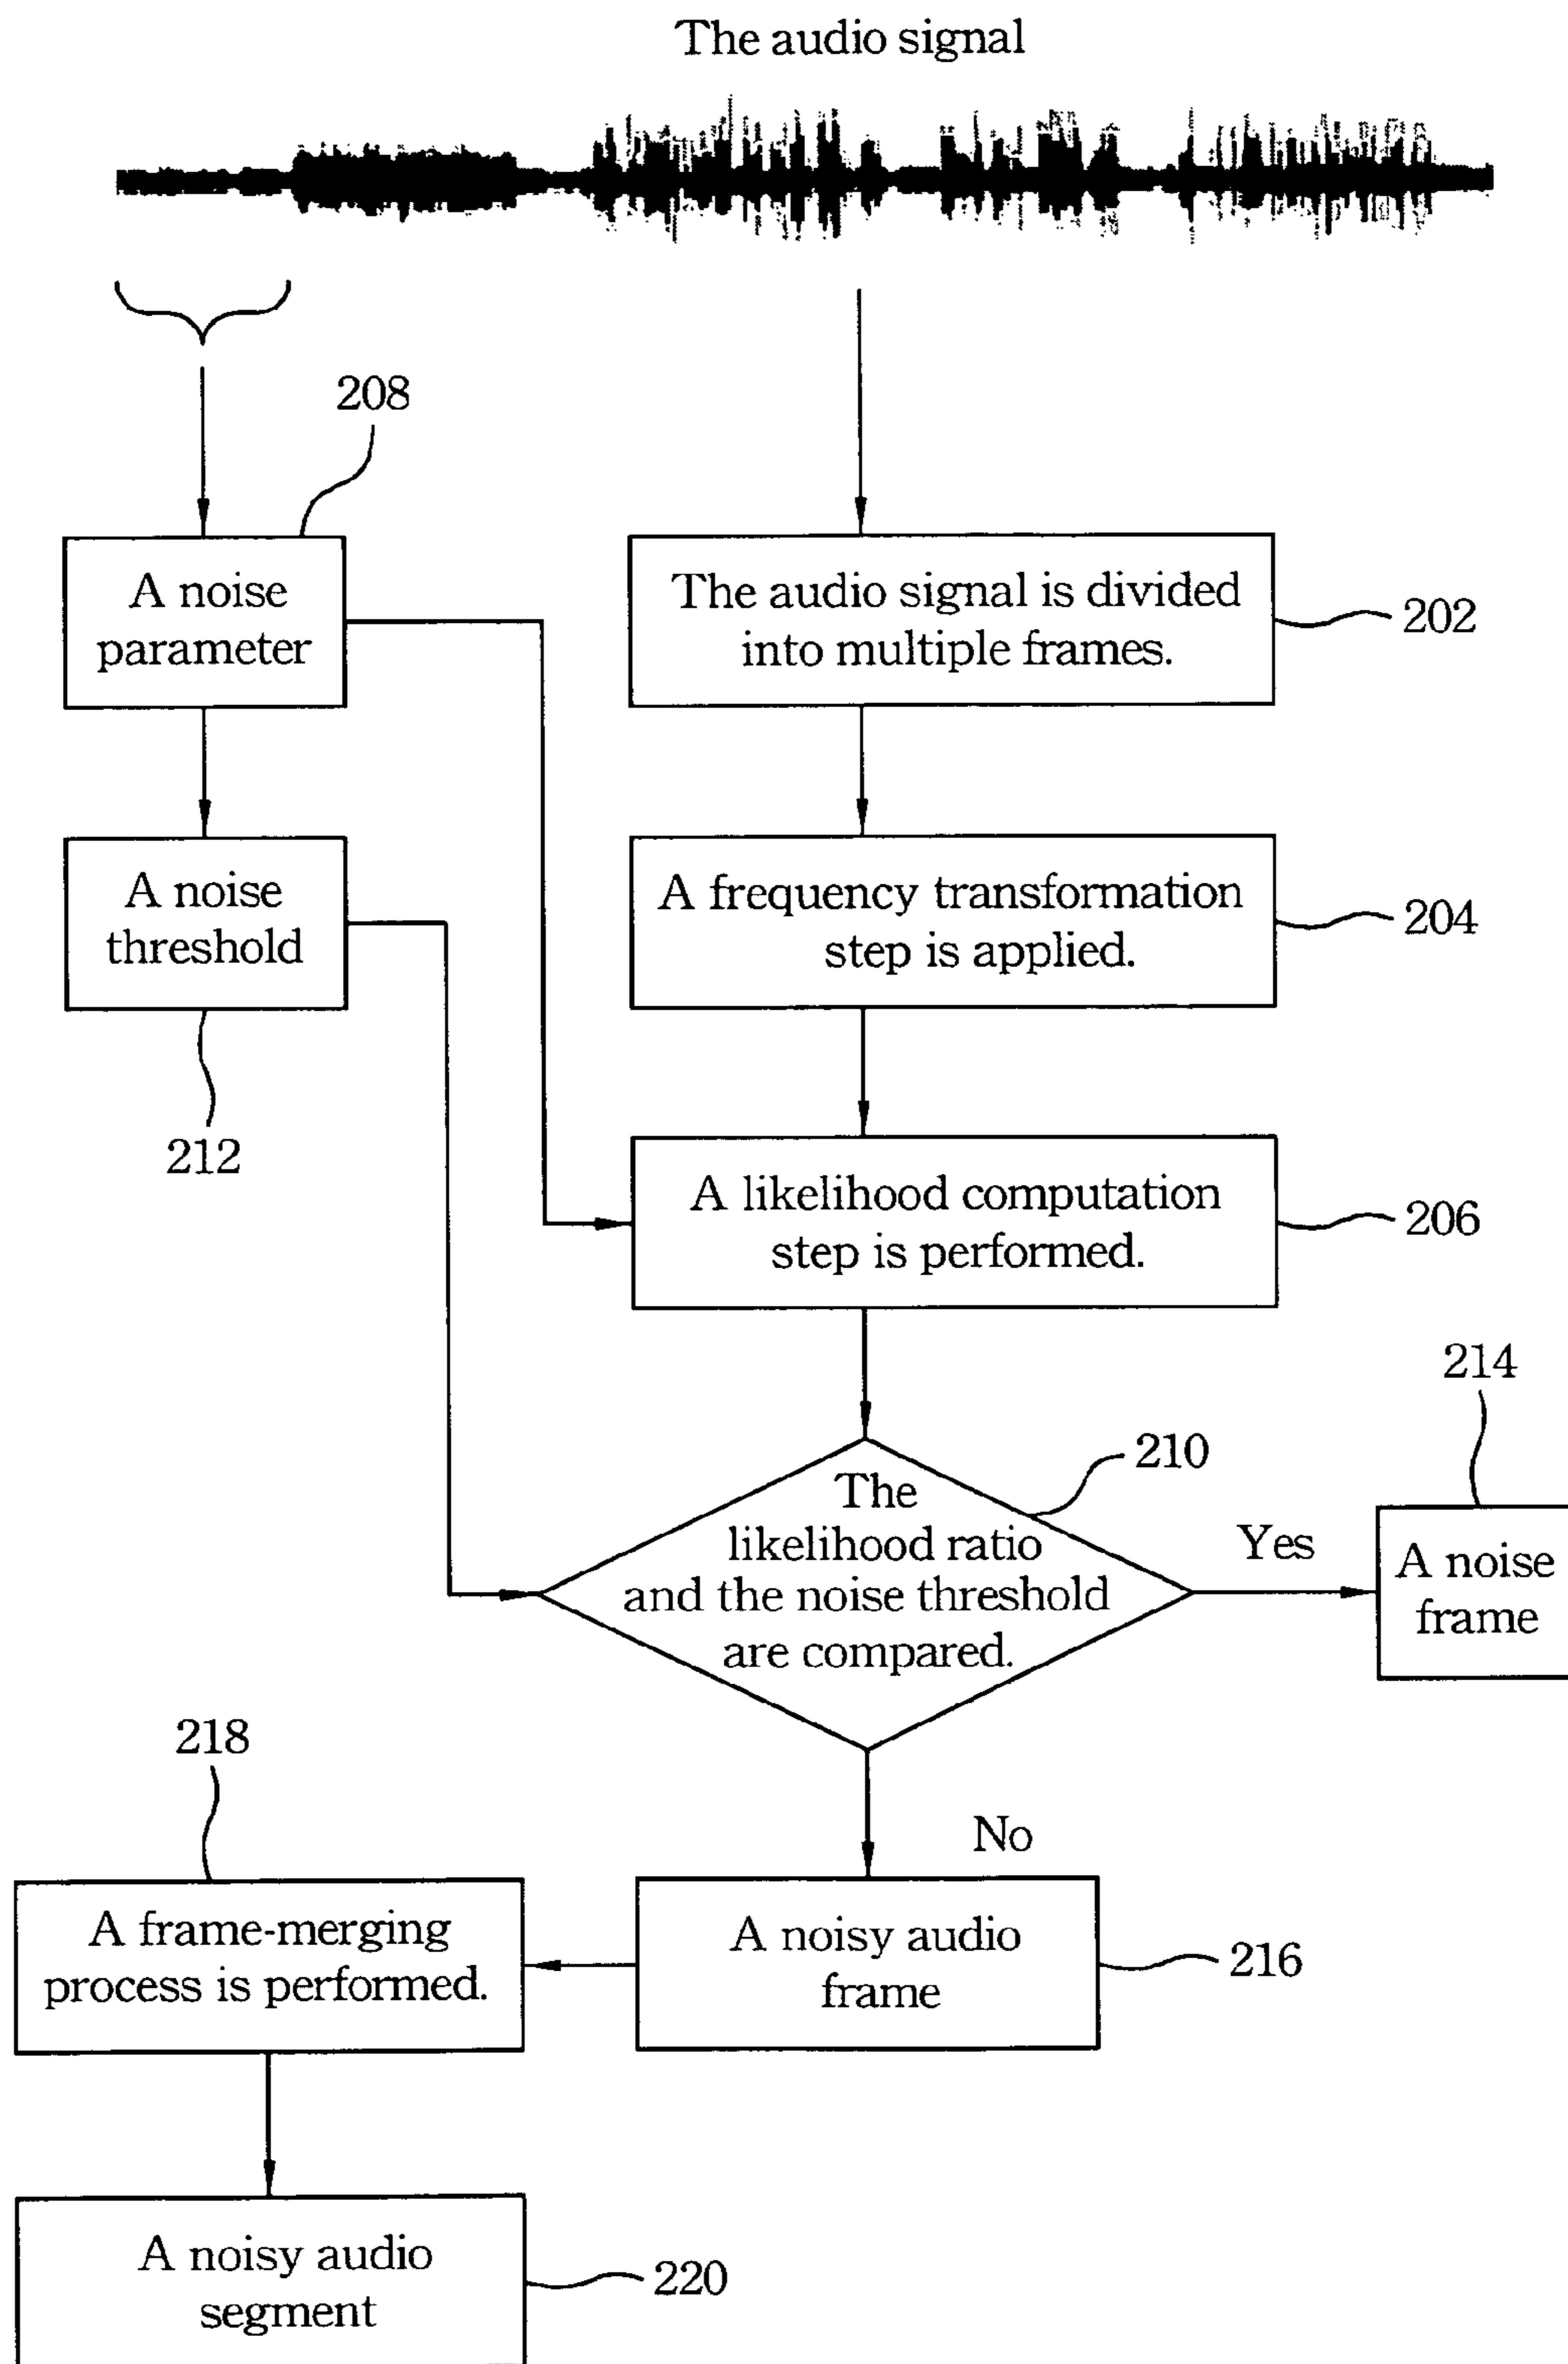 The audio signal
208
A noise
parameter
The audio signal is divided
into multiple frames.
202
A noise
threshold
212
A frequency transformation
step is applied.
204
A likelihood computation
step is performed.
206
The
likelihood ratio
and the noise threshold
are compared.
210
Yes
214
A noise
frame
No
218
A frame-merging
process is performed.
A noisy audio
frame
216
A noisy audio
segment
220